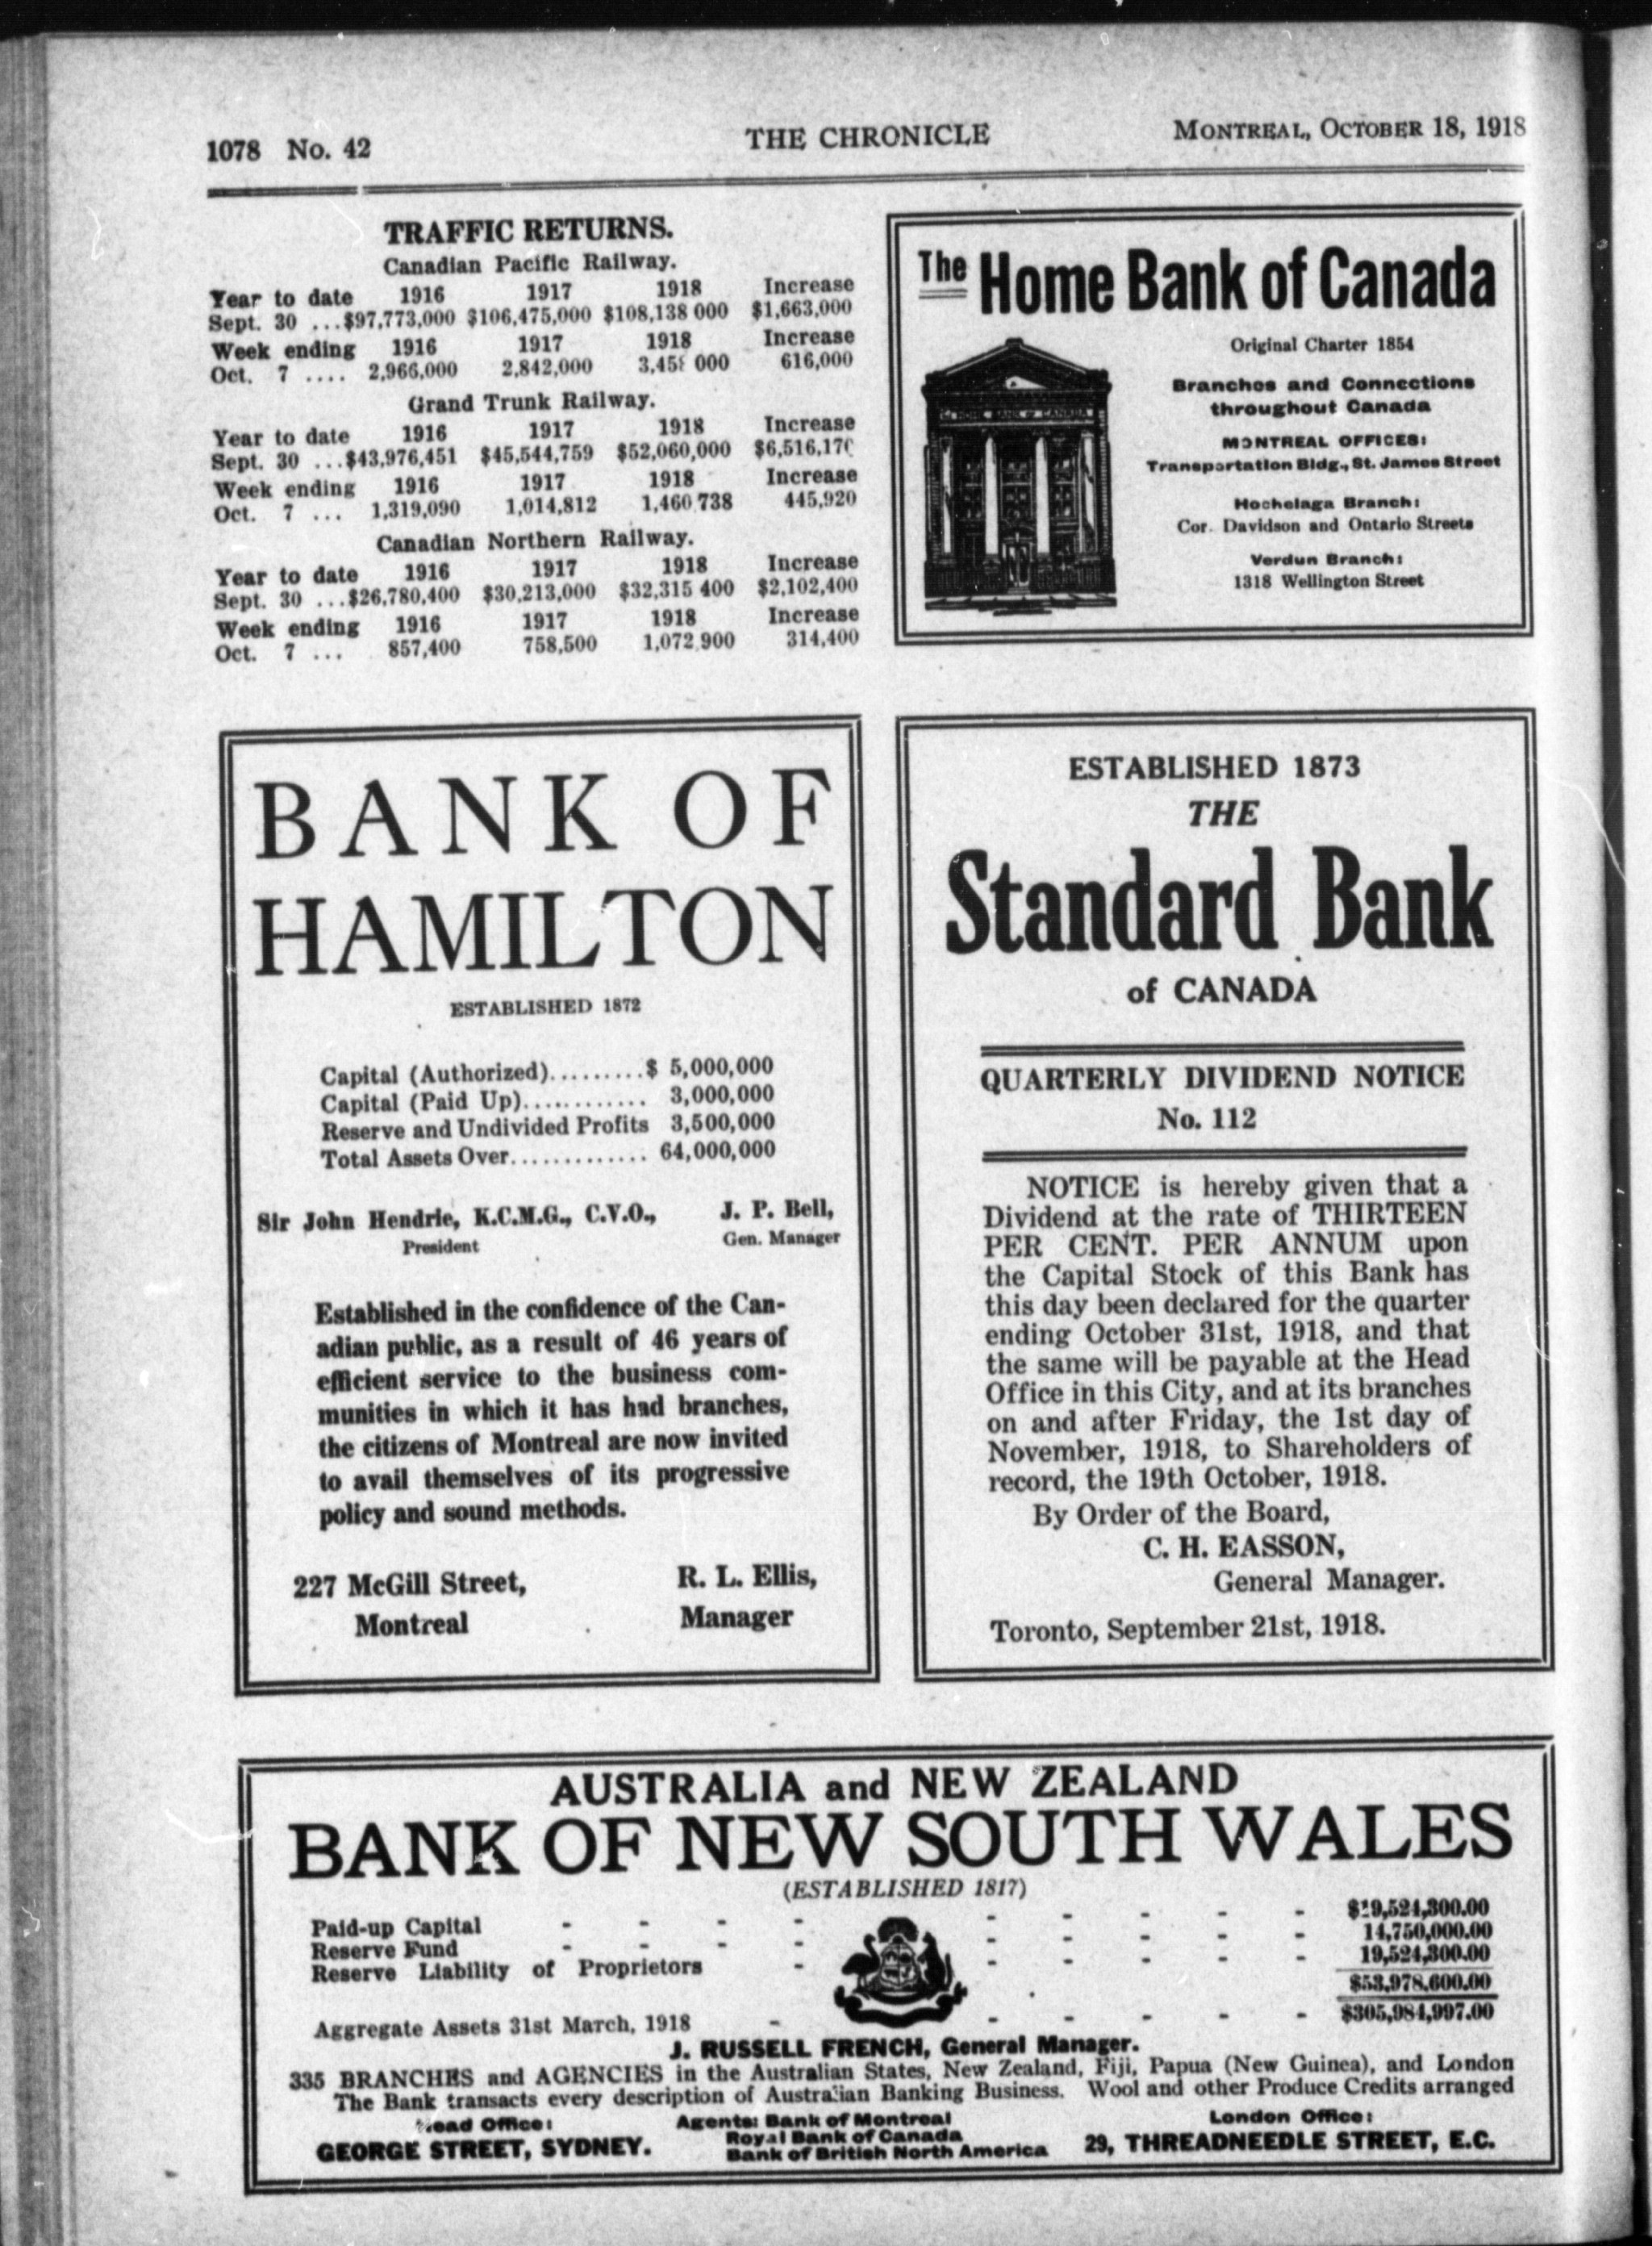 1078 No. 42
THE CHRONICLE
MONTREAL, OCTOBER 18, 1918
TRAFFIC RETURNS.
Canadian Pacific Railway.
Year to date 1916 1917 1918 Increase
Sept. 30 ...$97,773,000 $106,475,000 $108,138 000 $1,663,000
Week ending 1916 1917 1918 Increase
Oct. 7 .... 2,966,000 2,842,000 3,458 000 616,000
Grand Trunk Railway.
Year to date 1916 1917 1918 Increase
Sept. 30 ...$43,976,451 $45,544,759 $52,060,000 $6,516,170
Week ending 1916 1917 1918 Increase
Oct. 7 ... 1,319,090 1,014,812 1,460 738 445,920
Canadian Northern Railway.
Year to date 1916 1917 1918 Increase
Sept. 30 ...$26,780,400 $30,213,000 $32,315 400 $2,102,400
Week ending 1916 1917 1918 Increase
Oct. 7 ... 857,400 758,500 1,072,900 314,400
The Home Bank of Canada
HOME BANK OF CANADA
Original Charter 1854
Branches and Connections
throughout Canada
MONTREAL OFFICES:
Transportation Bldg., St. James Street
Hochelaga Branch:
Cor. Davidson and Ontario Streets
Verdun Branch:
1318 Wellington Street
BANK OF
HAMILTON
ESTABLISHED 1872
Capital (Authorized).........$ 5,000,000
Capital (Paid Up)............ 3,000,000
Reserve and Undivided Profits 3,500,000
Total Assets Over............. 64,000,000
Sir John Hendrie, K.C.M.G., C.V.O., J. P. Bell,
President Gen. Manager
Established in the confidence of the Can-
adian public, as a result of 46 years of
efficient service to the business com-
munities in which it has had branches,
the citizens of Montreal are now invited
to avail themselves of its progressive
policy and sound methods.
227 McGill Street, R. L. Ellis,
Montreal Manager
ESTABLISHED 1873
THE
Standard Bank
of CANADA
QUARTERLY DIVIDEND NOTICE
No. 112
NOTICE is hereby given that a
Dividend at the rate of THIRTEEN
PER CENT. PER ANNUM upon
the Capital Stock of this Bank has
this day been declared for the quarter
ending October 31st, 1918, and that
the same will be payable at the Head
Office in this City, and at its branches
on and after Friday, the 1st day of
November, 1918, to Shareholders of
record, the 19th October, 1918.
By Order of the Board,
C. H. EASSON,
General Manager.
Toronto, September 21st, 1918.
AUSTRALIA and NEW ZEALAND
BANK OF NEW SOUTH WALES
(ESTABLISHED 1817)
Paid-up Capital - - - - - - - - - $19,524,300.00
Reserve Fund - - - - - - - - - 14,750,000.00
Reserve Liability of Proprietors - - - - - - 19,524,300.00
$53,978,600.00
Aggregate Assets 31st March, 1918 - - - - - - $305,984,997.00
J. RUSSELL FRENCH, General Manager.
335 BRANCHES and AGENCIES in the Australian States, New Zealand, Fiji, Papua (New Guinea), and London
The Bank transacts every description of Australian Banking Business. Wool and other Produce Credits arranged
Head Office: Agents: Bank of Montreal London Office:
GEORGE STREET, SYDNEY. Royal Bank of Canada 29, THREADNEEDLE STREET, E.C.
Bank of British North America